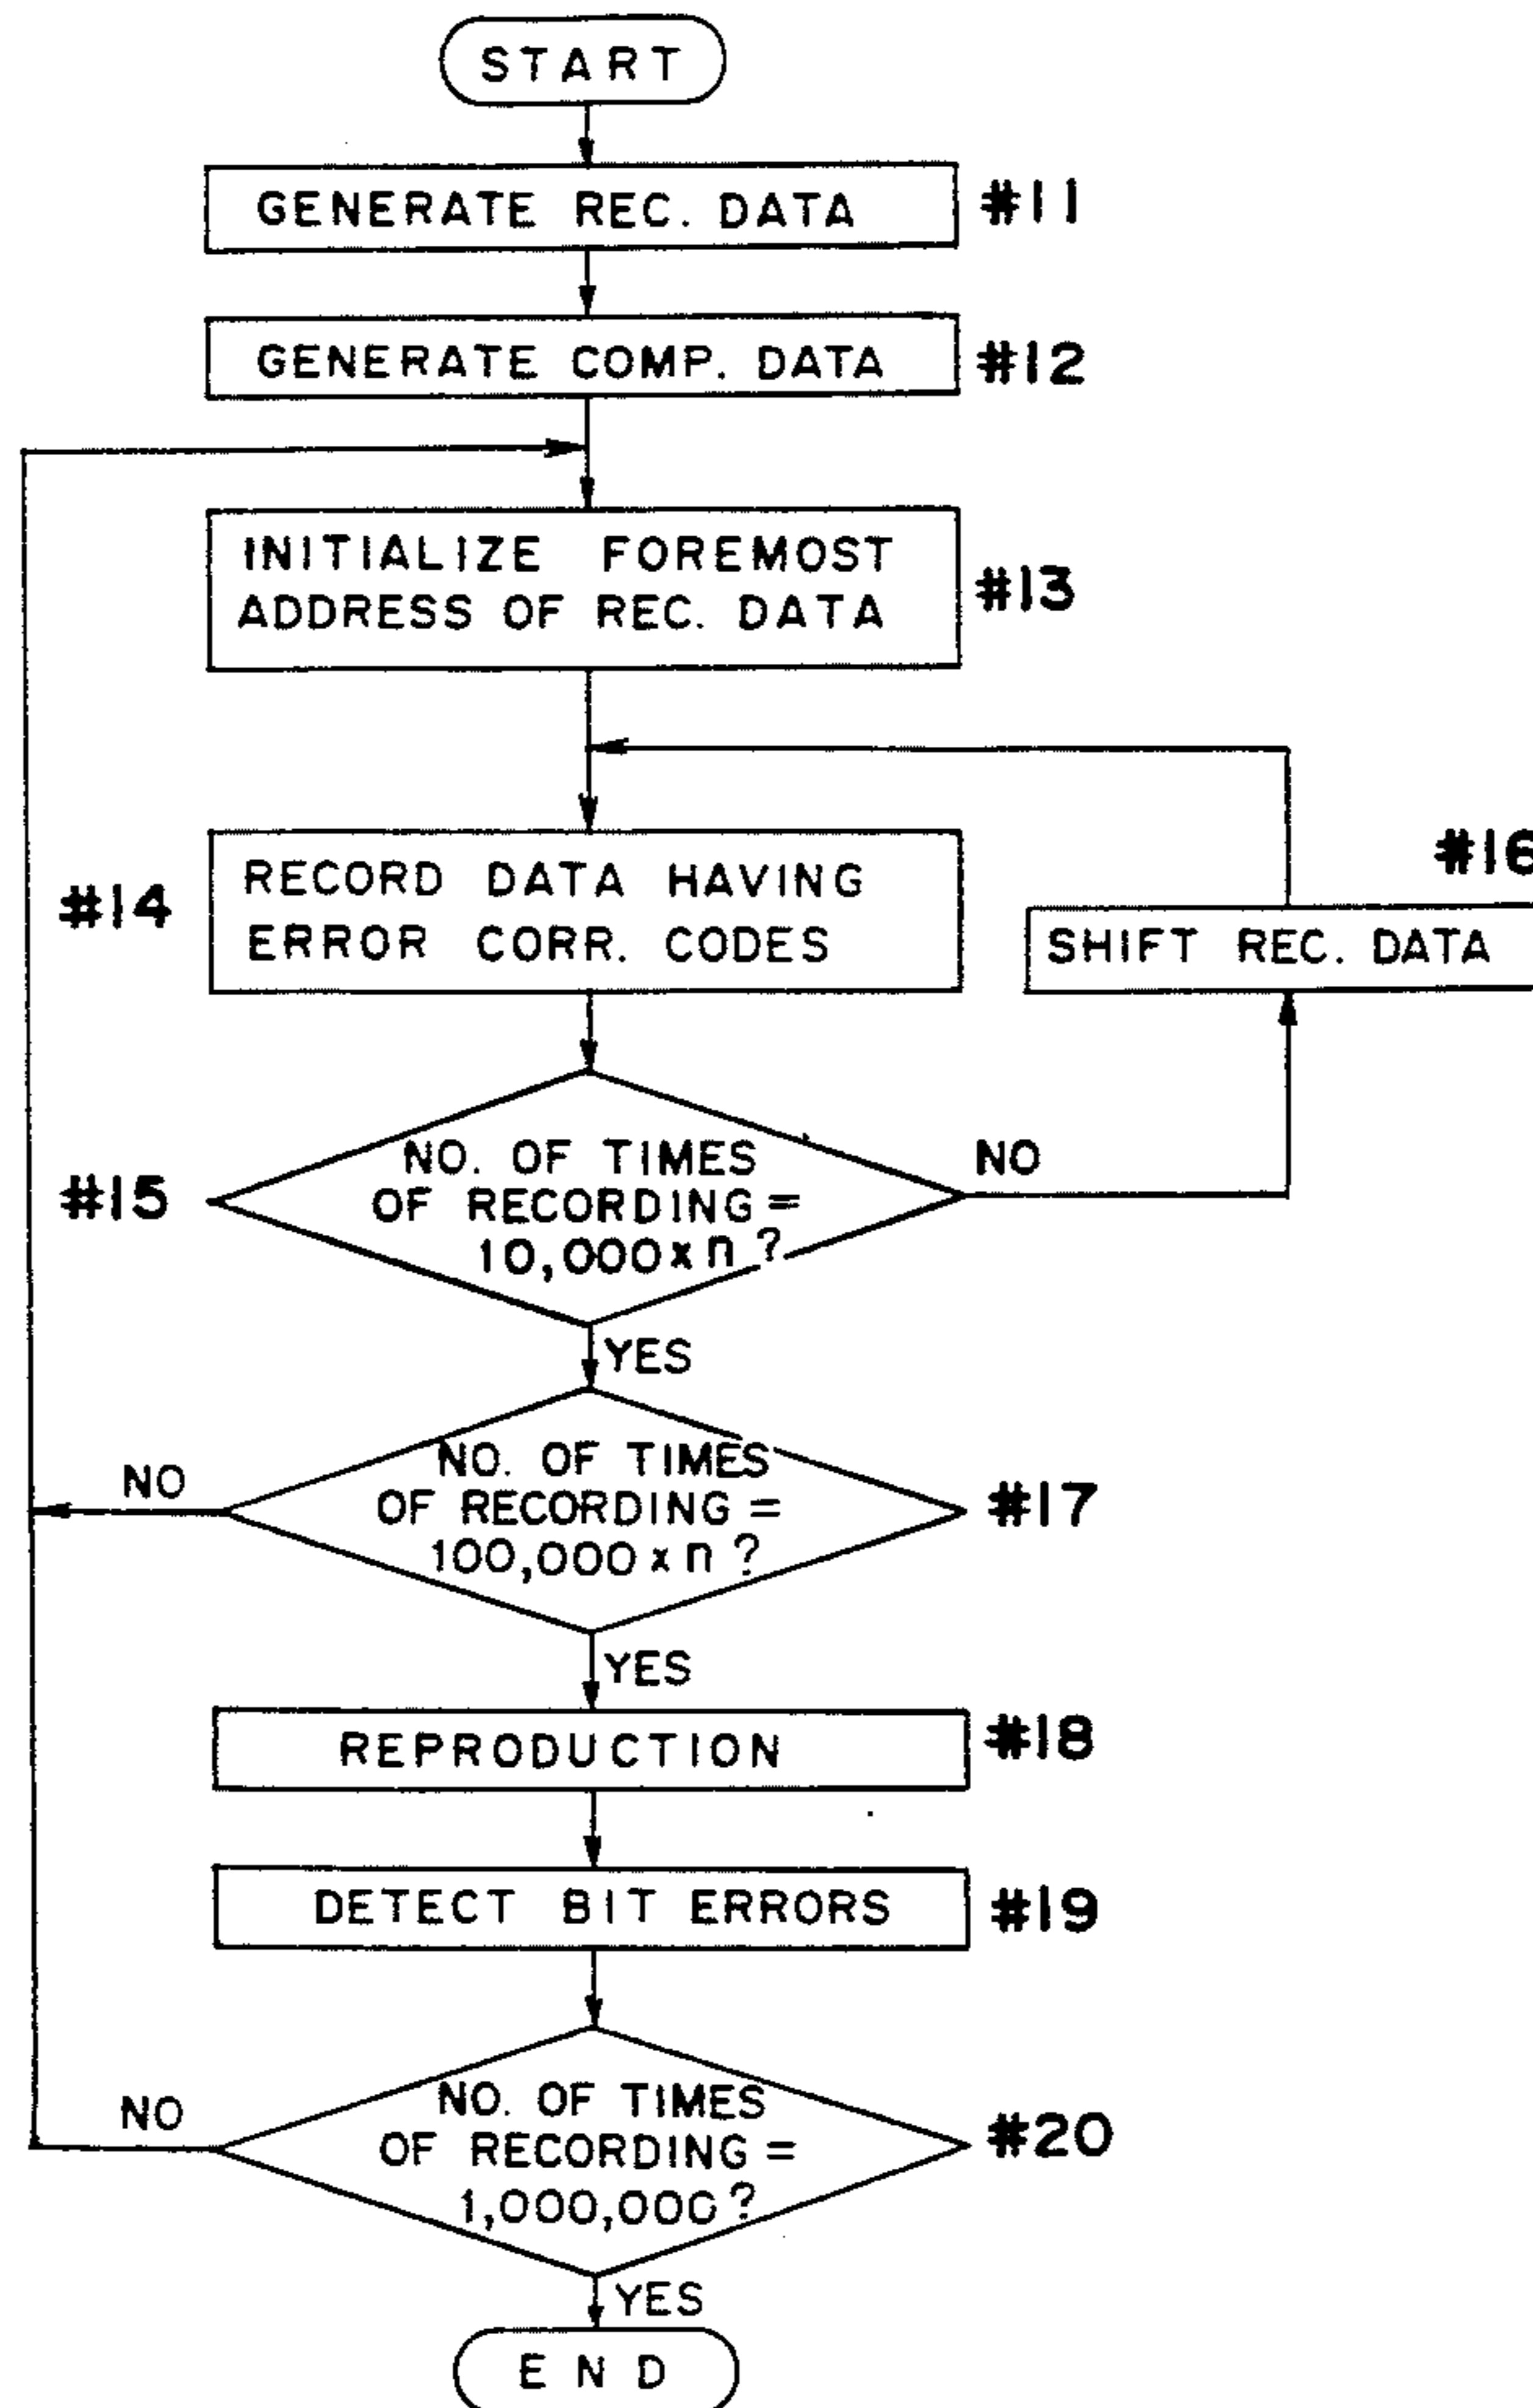 START
GENERATE REC. DATA
#11
GENERATE COMP. DATA
#12
INITIALIZE FOREMOST
ADDRESS OF REC. DATA
#13
#14
RECORD DATA HAVING
ERROR CORR. CODES
#16
SHIFT REC. DATA
#15
NO. OF TIMES
OF RECORDING =
10,000 x n ?
NO
YES
NO
NO. OF TIMES
OF RECORDING =
100,000 x n ?
#17
YES
REPRODUCTION
#18
DETECT BIT ERRORS
#19
NO
NO. OF TIMES
OF RECORDING =
1,000,000 ?
#20
YES
END